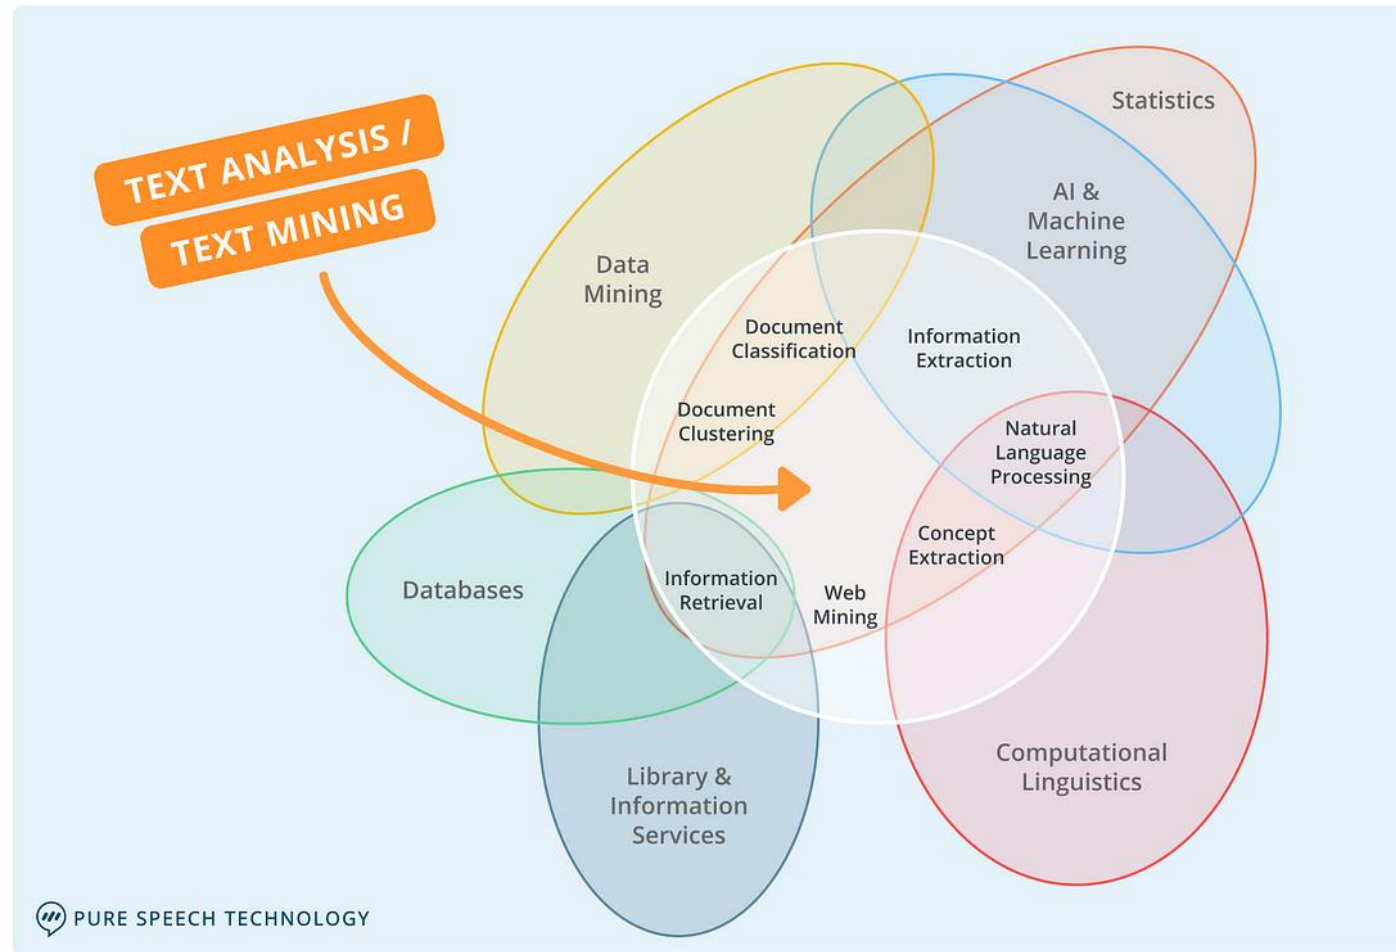 TEXT ANALYSIS /
TEXT MINING
Statistics
AI &
Machine
Learning
Data
Mining
Document
Classification
Information
Extraction
Document
Clustering
Natural
Language
Processing
Concept
Extraction
Databases
Information
Retrieval
Web
Mining
Computational
Linguistics
Library &
Information
Services
PURE SPEECH TECHNOLOGY